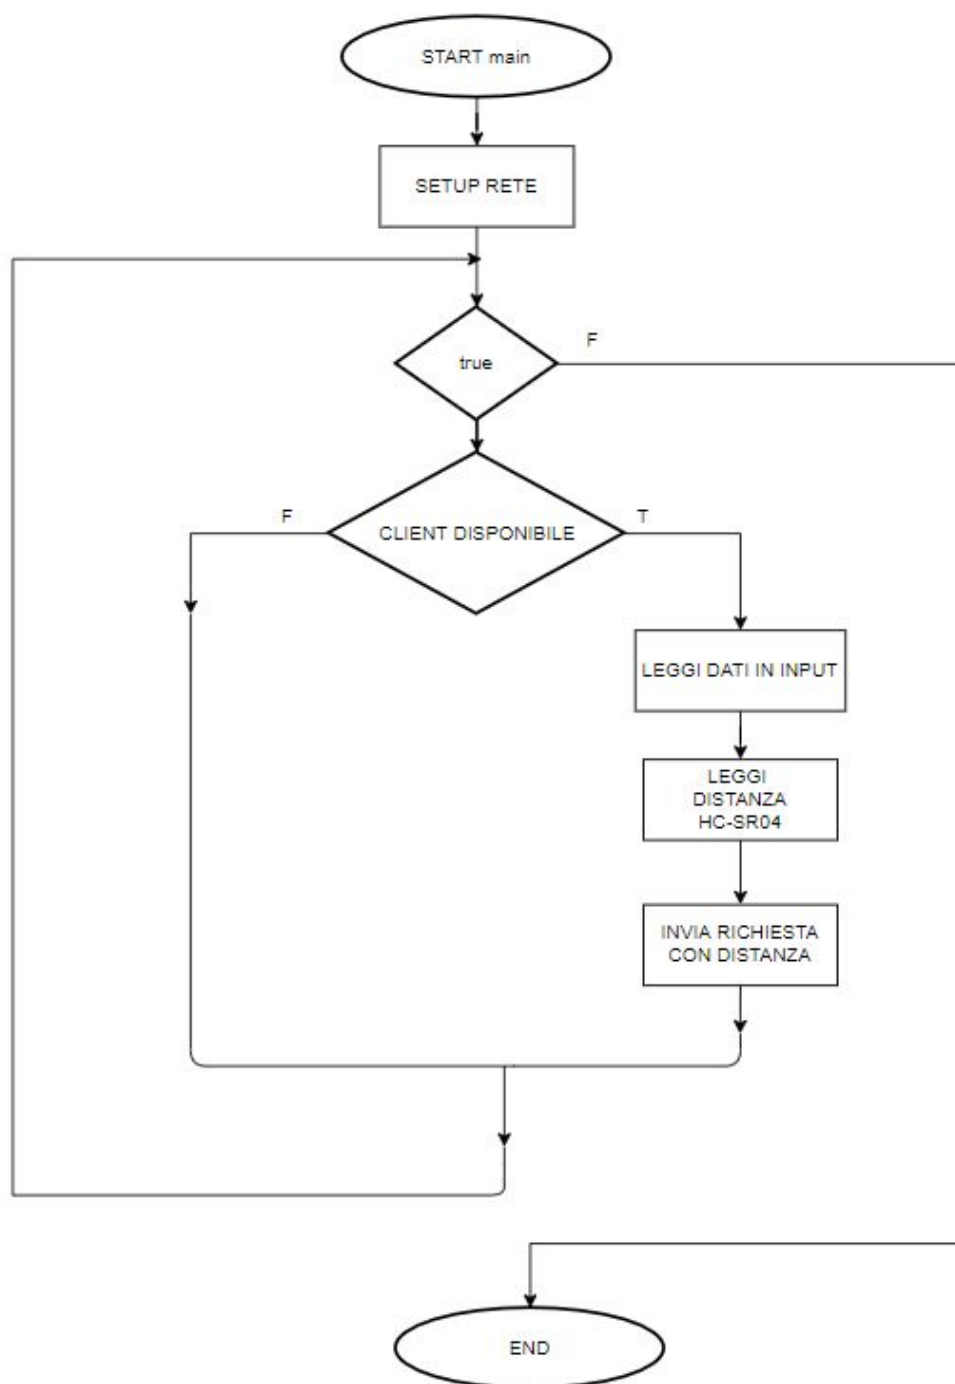 START main
SETUP RETE
true
F
F
CLIENT DISPONIBILE
T
LEGGI DATI IN INPUT
LEGGI
DISTANZA
HC-SR04
INVIA RICHIESTA
CON DISTANZA
END